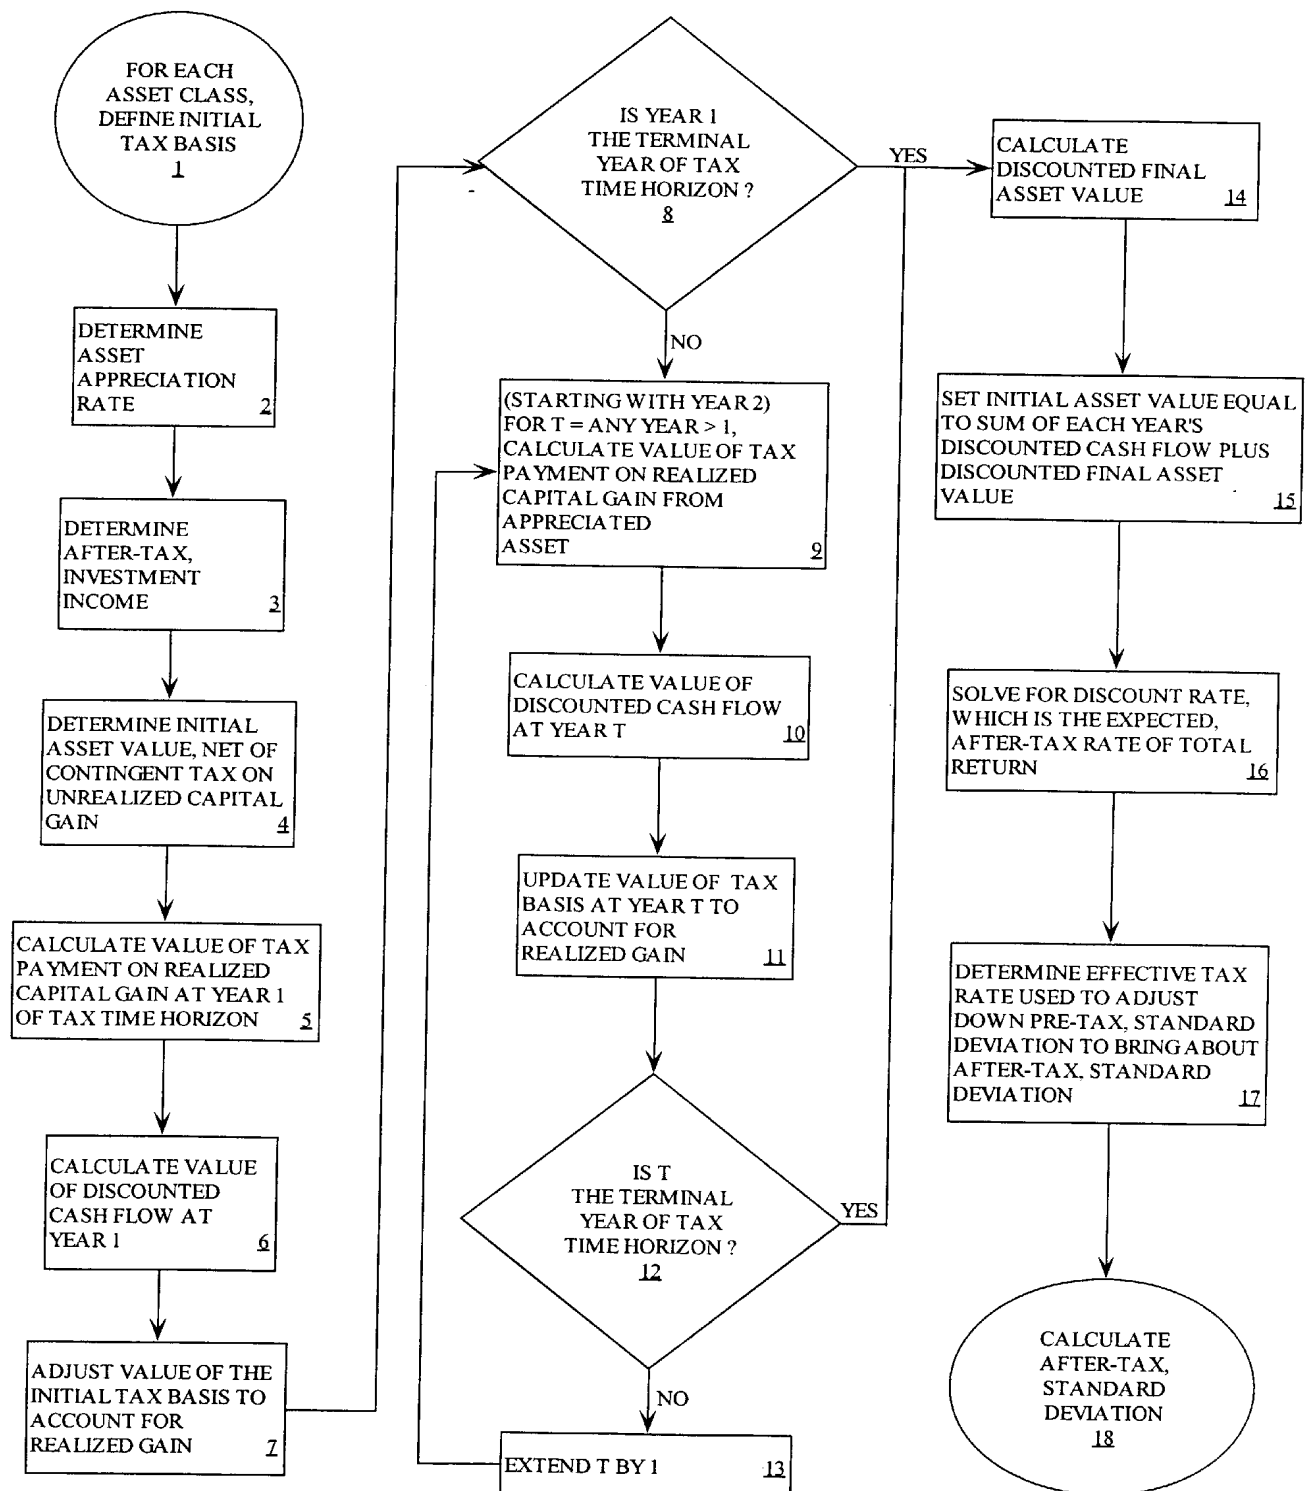 FOR EACH
ASSET CLASS,
DEFINE INITIAL
TAX BASIS
1
DETERMINE
ASSET
APPRECIATION
RATE
2
DETERMINE
AFTER-TAX,
INVESTMENT
INCOME
3
DETERMINE INITIAL
ASSET VALUE, NET OF
CONTINGENT TAX ON
UNREALIZED CAPITAL
GAIN
4
CALCULATE VALUE OF TAX
PAYMENT ON REALIZED
CAPITAL GAIN AT YEAR 1
OF TAX TIME HORIZON
5
CALCULATE VALUE
OF DISCOUNTED
CASH FLOW AT
YEAR 1
6
ADJUST VALUE OF THE
INITIAL TAX BASIS TO
ACCOUNT FOR
REALIZED GAIN
7
IS YEAR 1
THE TERMINAL
YEAR OF TAX
TIME HORIZON ?
8
YES
NO
(STARTING WITH YEAR 2)
FOR T = ANY YEAR > 1,
CALCULATE VALUE OF TAX
PAYMENT ON REALIZED
CAPITAL GAIN FROM
APPRECIATED
ASSET
9
CALCULATE VALUE OF
DISCOUNTED CASH FLOW
AT YEAR T
10
UPDATE VALUE OF TAX
BASIS AT YEAR T TO
ACCOUNT FOR
REALIZED GAIN
11
IS T
THE TERMINAL
YEAR OF TAX
TIME HORIZON ?
12
YES
NO
EXTEND T BY 1
13
CALCULATE
DISCOUNTED FINAL
ASSET VALUE
14
SET INITIAL ASSET VALUE EQUAL
TO SUM OF EACH YEAR'S
DISCOUNTED CASH FLOW PLUS
DISCOUNTED FINAL ASSET
VALUE
15
SOLVE FOR DISCOUNT RATE,
WHICH IS THE EXPECTED,
AFTER-TAX RATE OF TOTAL
RETURN
16
DETERMINE EFFECTIVE TAX
RATE USED TO ADJUST
DOWN PRE-TAX, STANDARD
DEVIATION TO BRING ABOUT
AFTER-TAX, STANDARD
DEVIATION
17
CALCULATE
AFTER-TAX,
STANDARD
DEVIATION
18